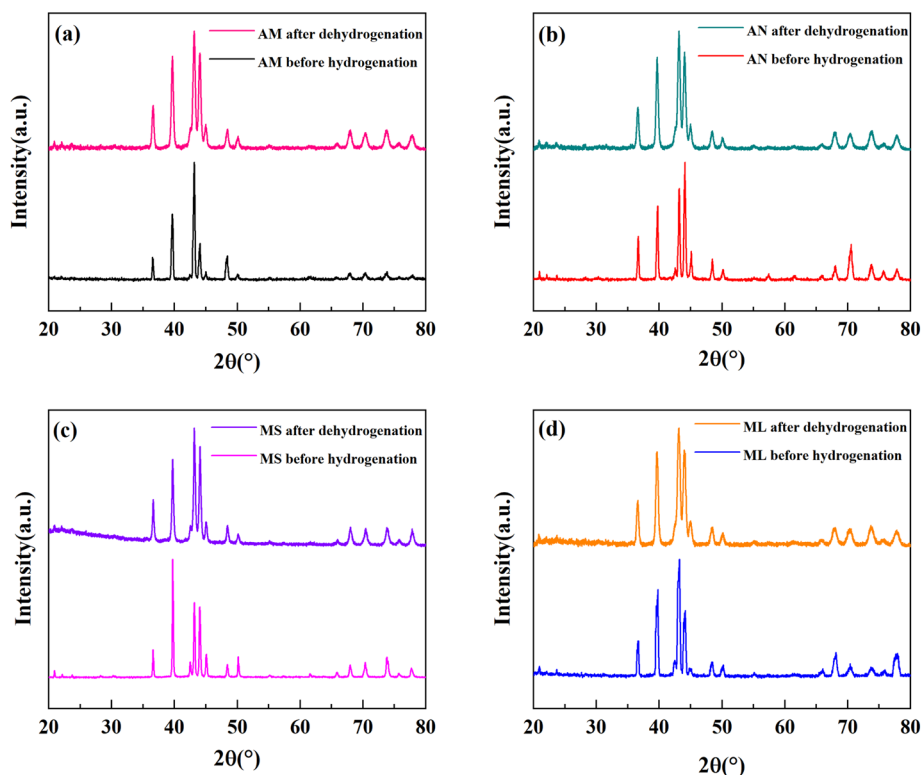 (a)
AM after dehydrogenation
AM before hydrogenation
Intensity(a.u.)
20 30 40 50 60 70 80
2θ(°)
(b)
AN after dehydrogenation
AN before hydrogenation
Intensity(a.u.)
20 30 40 50 60 70 80
2θ(°)
(c)
MS after dehydrogenation
MS before hydrogenation
Intensity(a.u.)
20 30 40 50 60 70 80
2θ(°)
(d)
ML after dehydrogenation
ML before hydrogenation
Intensity(a.u.)
20 30 40 50 60 70 80
2θ(°)